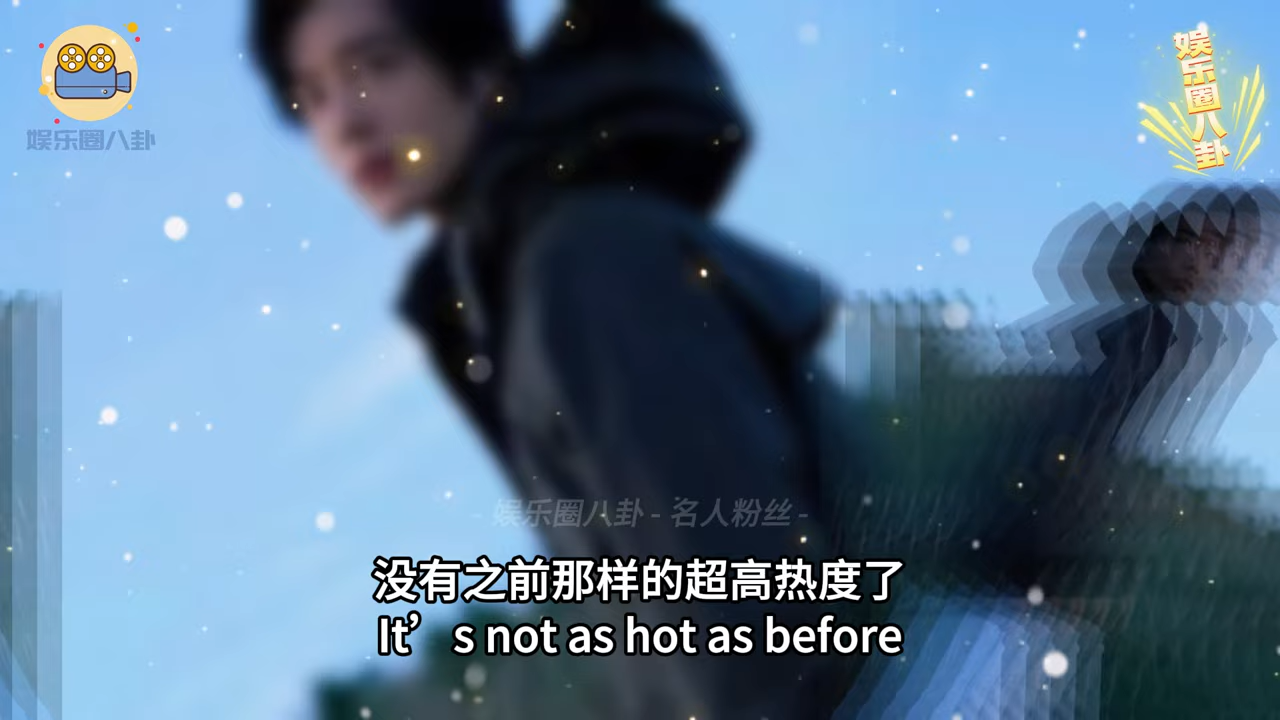 娱乐圈八卦
娱乐圈八卦
- 娱乐圈八卦 - 名人粉丝 -
没有之前那样的超高热度了
It’s not as hot as before